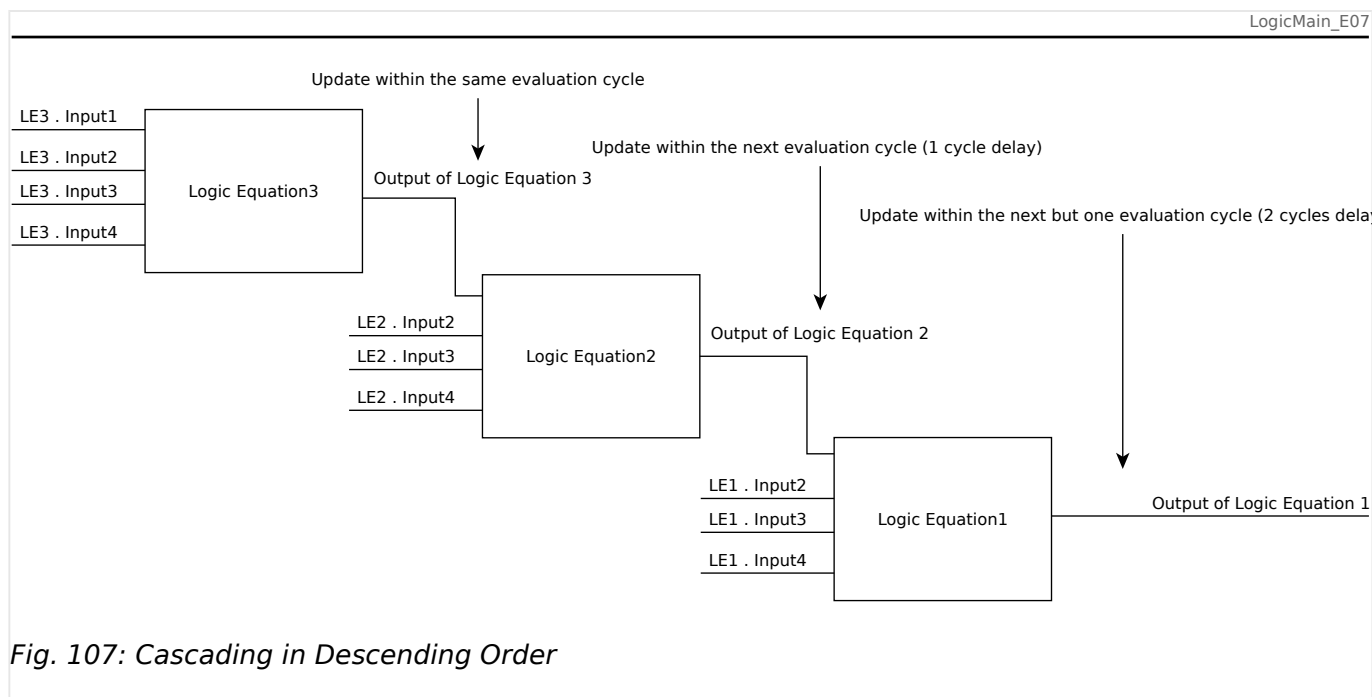 LogicMain_E07
Update within the same evaluation cycle
LE3 . Input1
Update within the next evaluation cycle (1 cycle delay)
LE3 . Input2
Output of Logic Equation 3
LE3 . Input3
Logic Equation3
Update within the next but one evaluation cycle (2 cycles dela
LE3 . Input4
LE2 . Input2
Output of Logic Equation 2
LE2 . Input3
Logic Equation2
LE2 . Input4
LE1 . Input2
Output of Logic Equation 1
LE1 . Input3
Logic Equation1
LE1 . Input4
Fig. 107: Cascading in Descending Order